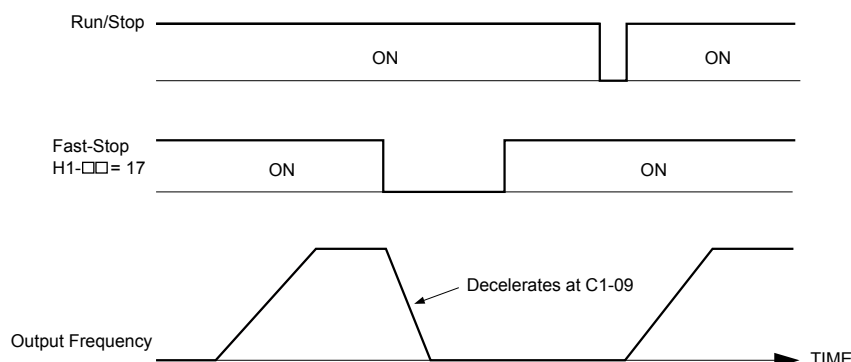 Run/Stop
ON
ON
Fast-Stop
H1-□□= 17
ON
ON
Decelerates at C1-09
Output Frequency
TIME